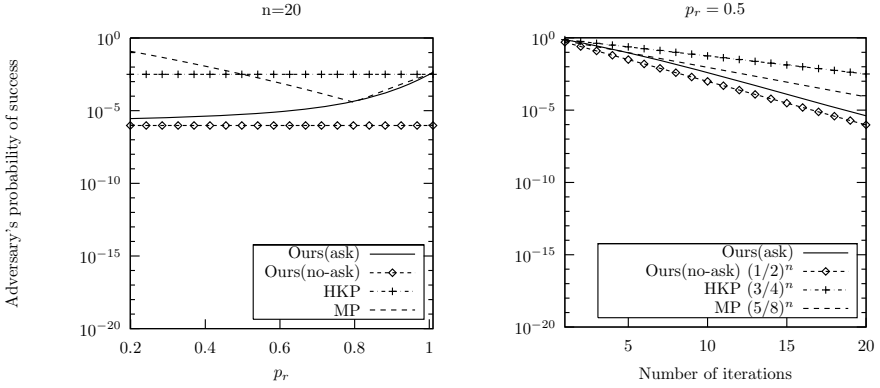 n=20
Adversary's probability of success
10^0
10^{-5}
10^{-10}
10^{-15}
10^{-20}
Ours(ask)
Ours(no-ask)
HKP
MP
0.2 0.4 0.6 0.8 1
p_r
p_r = 0.5
10^0
10^{-5}
10^{-10}
10^{-15}
10^{-20}
Ours(ask)
Ours(no-ask) (1/2)^n
HKP (3/4)^n
MP (5/8)^n
5 10 15 20
Number of iterations